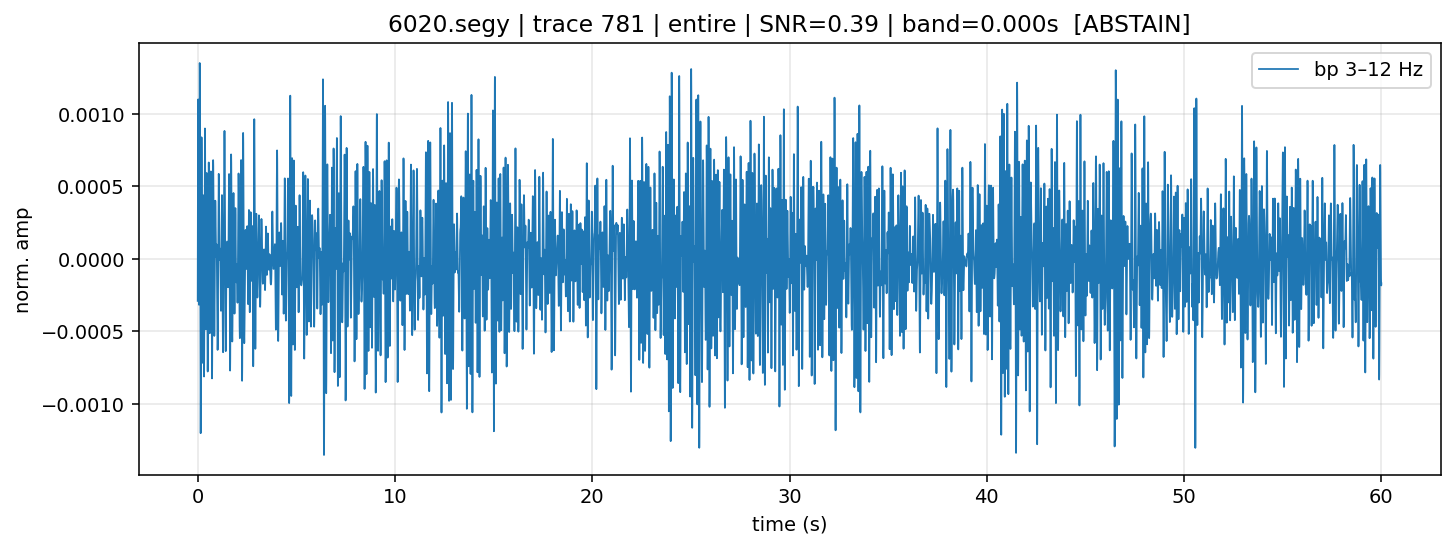 6020.segy | trace 781 | entire | SNR=0.39 | band=0.000s  [ABSTAIN]
bp 3–12 Hz
norm. amp
0.0010
0.0005
0.0000
−0.0005
−0.0010
0 10 20 30 40 50 60
time (s)